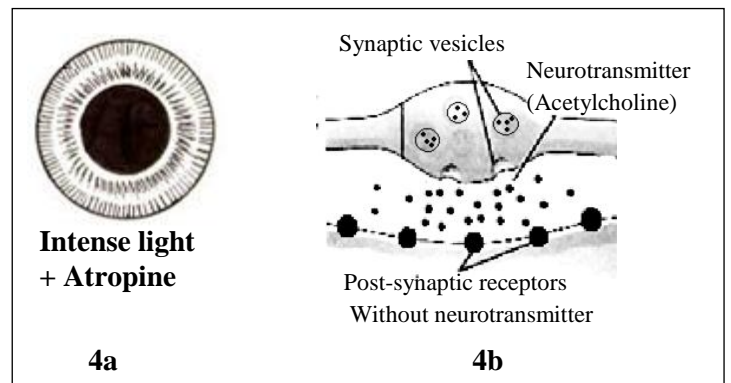 Synaptic vesicles
Neurotransmitter
(Acetylcholine)
Intense light
+ Atropine
Post-synaptic receptors
Without neurotransmitter
4a
4b